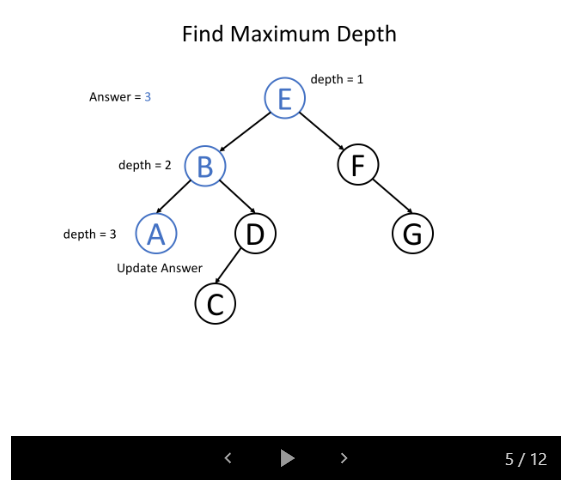 Find Maximum Depth
depth = 1
Answer = 3
E
depth = 2
B
F
depth = 3
A
D
G
Update Answer
C
5 / 12